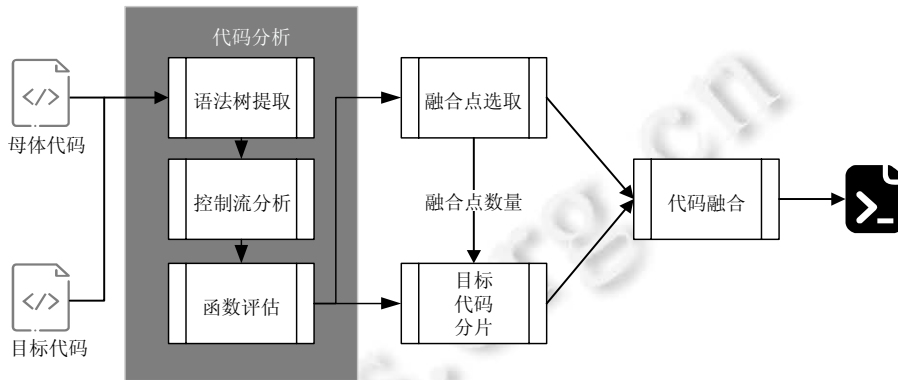 代码分析
</>
母体代码
语法树提取
融合点选取
控制流分析
融合点数量
代码融合
>_
</>
目标代码
函数评估
目标
代码
分片
rg.cn